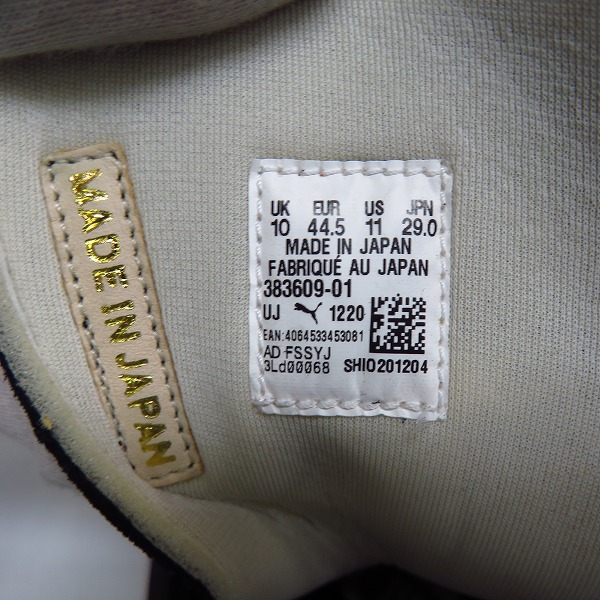 MADE IN JAPAN
UK EUR US JPN
10 44.5 11 29.0
MADE IN JAPAN
FABRIQUÉ AU JAPAN
383609-01
UJ 1220
EAN:4064533453081
AD FSSYJ
3Ld00068 SHIO201204